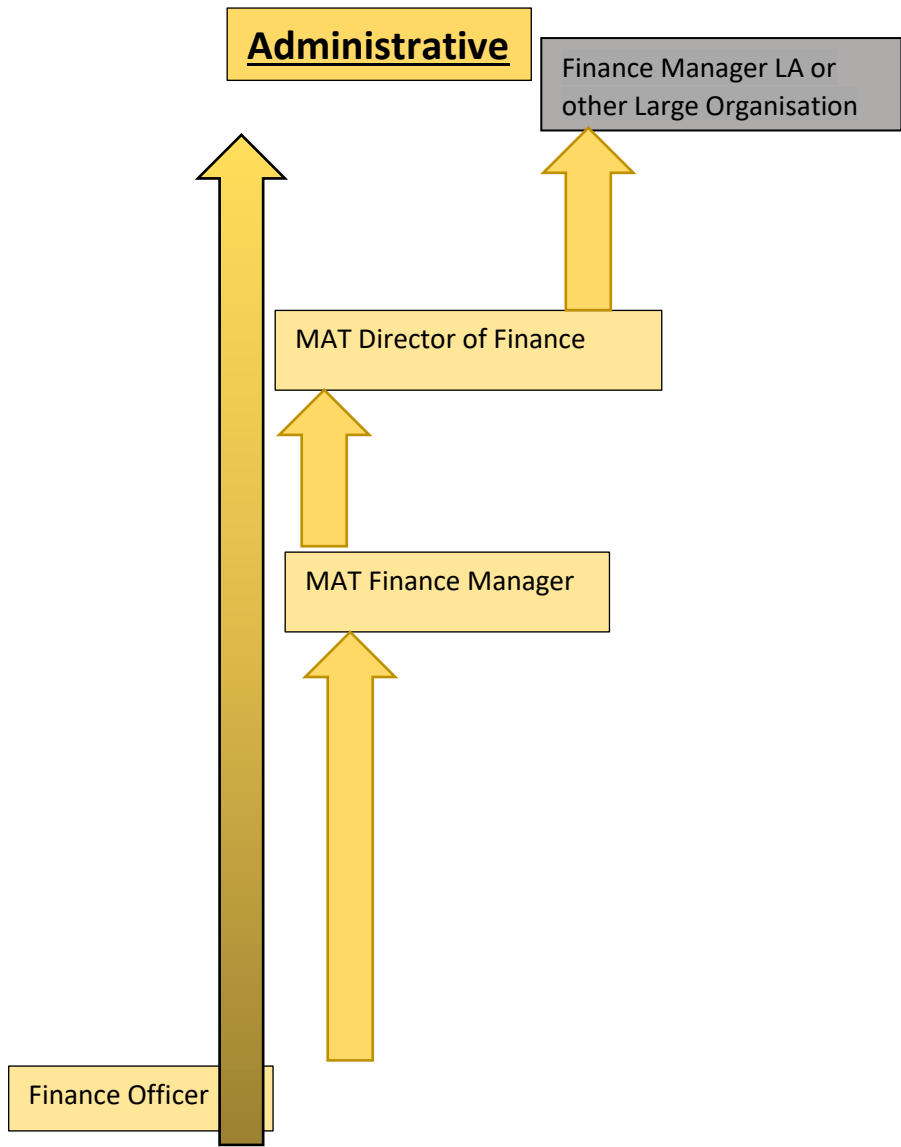 Administrative
Finance Manager LA or
other Large Organisation
MAT Director of Finance
MAT Finance Manager
Finance Officer